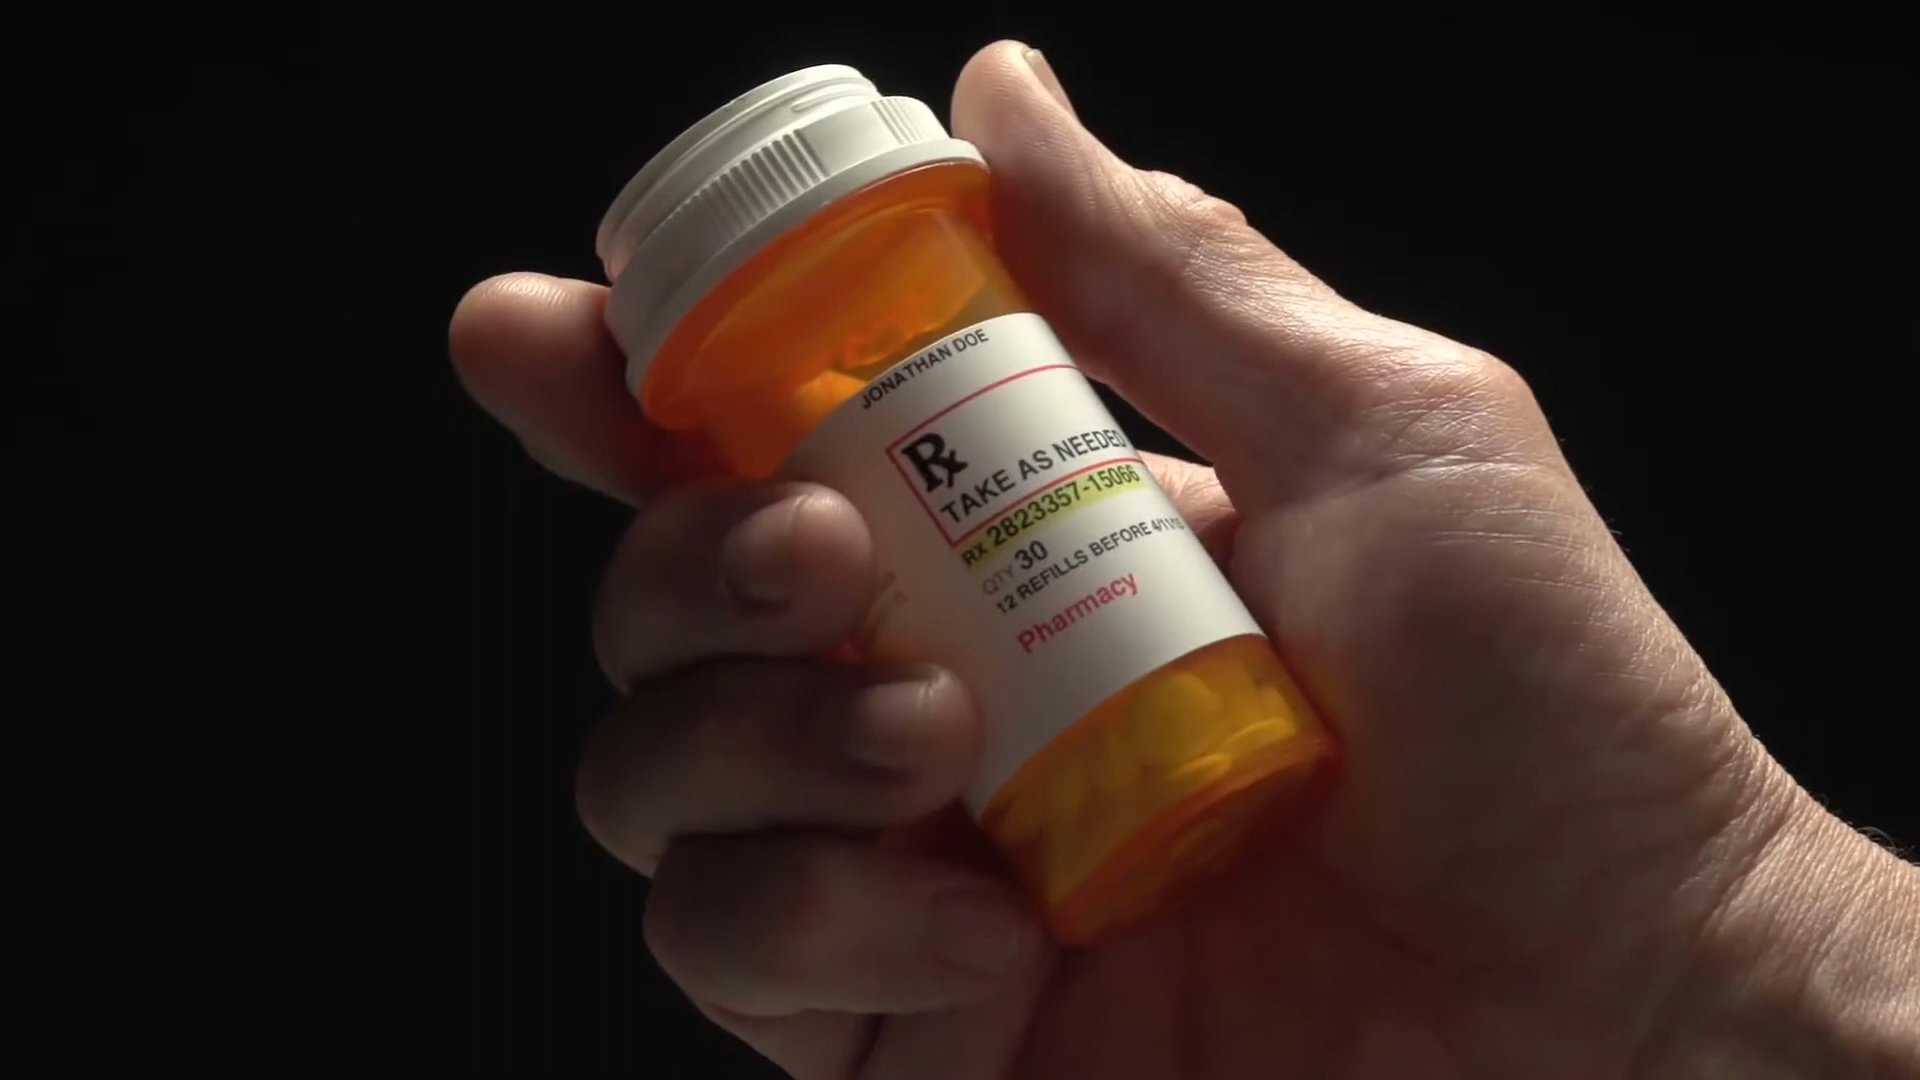 JONATHAN DOE
Rx
TAKE AS NEEDED
RX 2823357-15066
QTY 30
12 REFILLS BEFORE
Pharmacy